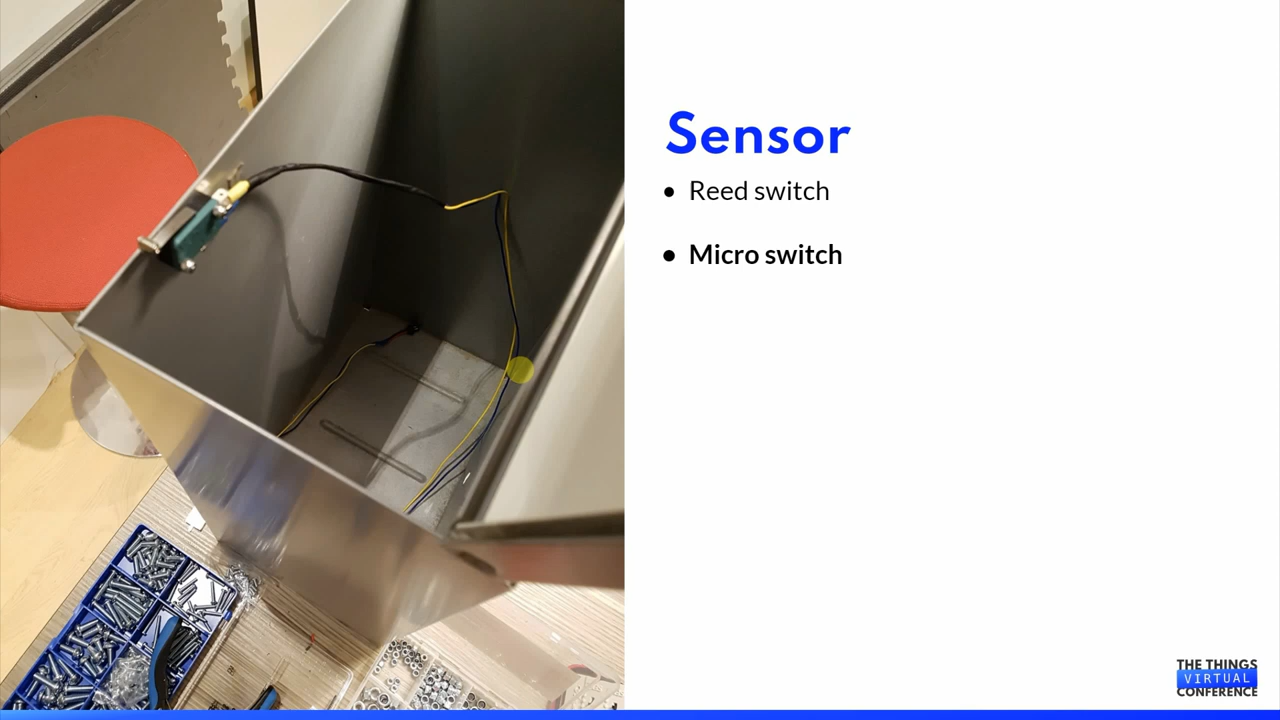 Sensor
• Reed switch
• Micro switch
THE THINGS
VIRTUAL
CONFERENCE